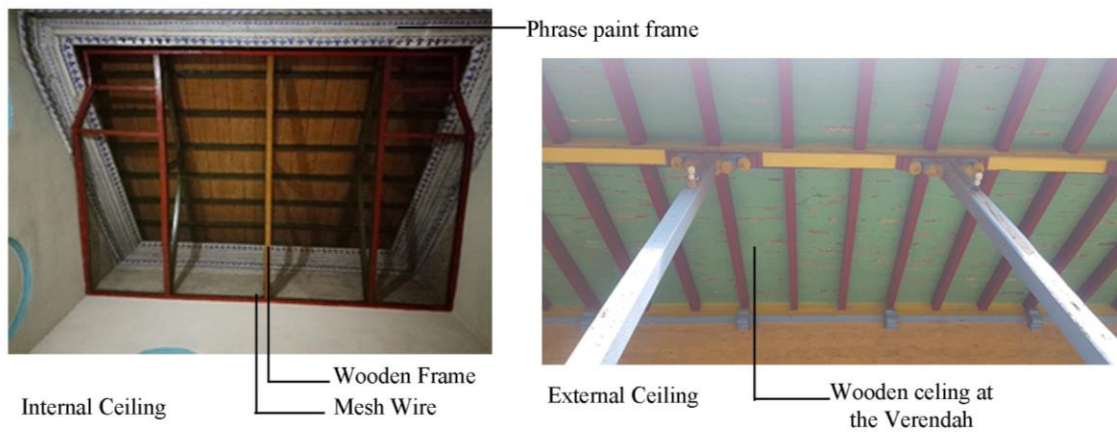 Phrase paint frame
Wooden Frame
Mesh Wire
Internal Ceiling
External Ceiling
Wooden celing at
the Verendah